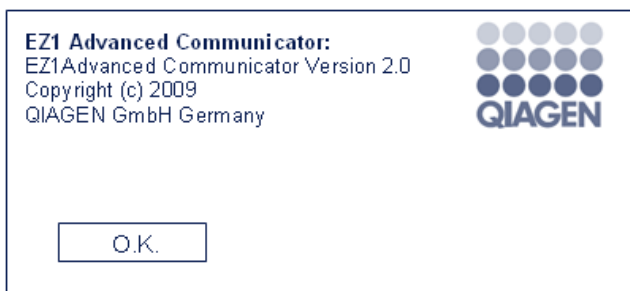 EZ1 Advanced Communicator:
EZ1Advanced Communicator Version 2.0
Copyright (c) 2009
QIAGEN GmbH Germany
QIAGEN
O.K.